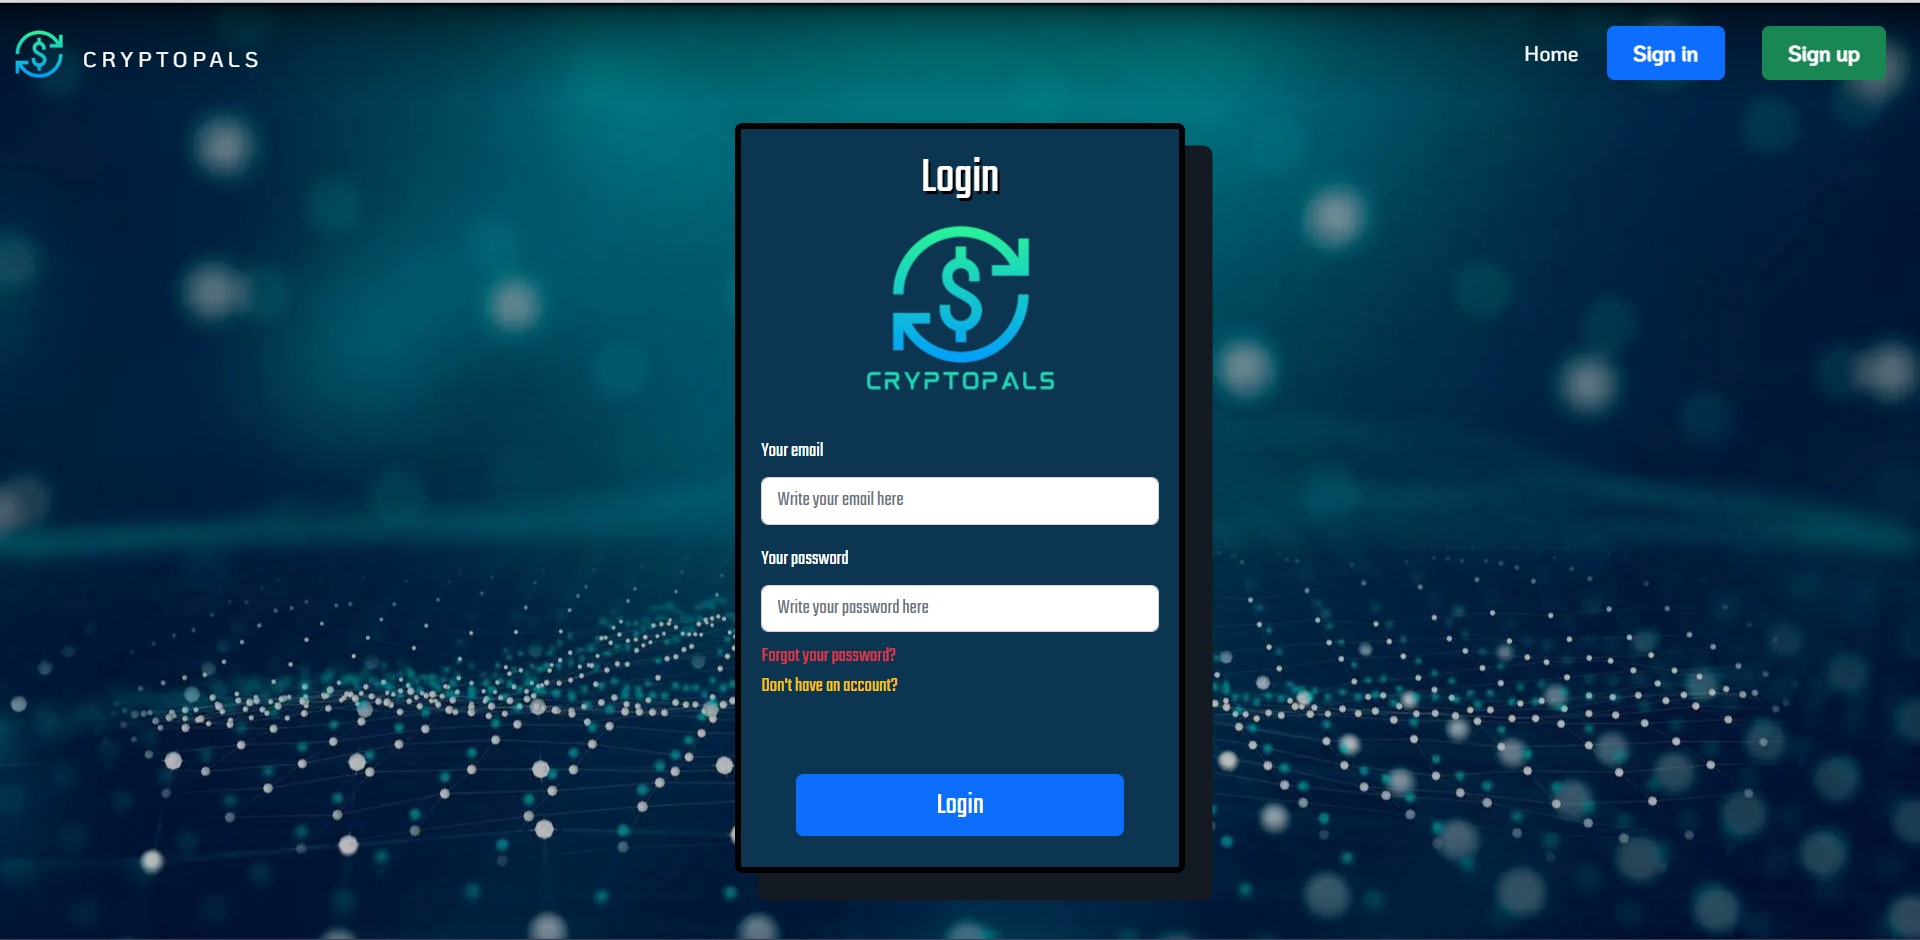 CRYPTOPALS
Home
Sign in
Sign up
Login
CRYPTOPALS
Your email
Write your email here
Your password
Write your password here
Forgot your password?
Don't have an account?
Login